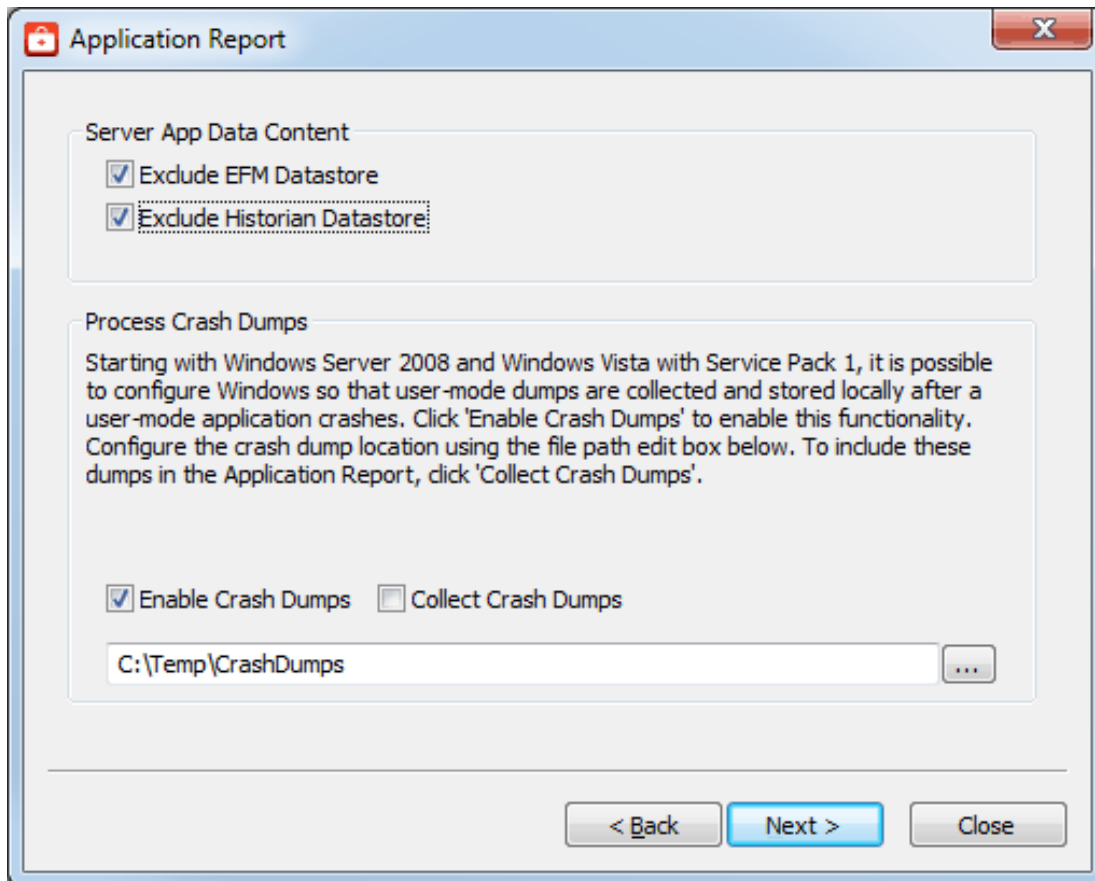 Application Report
Server App Data Content
Exclude EFM Datastore
Exclude Historian Datastore
Process Crash Dumps
Starting with Windows Server 2008 and Windows Vista with Service Pack 1, it is possible
to configure Windows so that user-mode dumps are collected and stored locally after a
user-mode application crashes. Click 'Enable Crash Dumps' to enable this functionality.
Configure the crash dump location using the file path edit box below. To include these
dumps in the Application Report, click 'Collect Crash Dumps'.
Enable Crash Dumps Collect Crash Dumps
C:\Temp\CrashDumps ...
< Back Next > Close